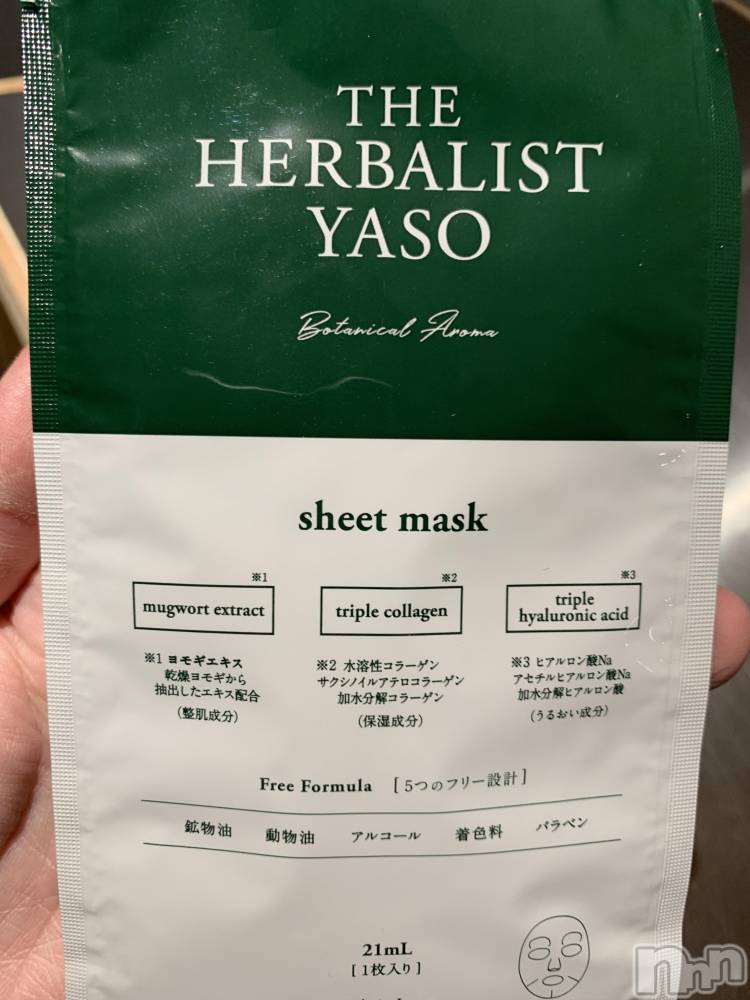 THE
HERBALIST
YASO
Botanical Aroma
sheet mask
※1
mugwort extract
※1 ヨモギエキス
乾燥ヨモギから
抽出したエキス配合
(整肌成分)
※2
triple collagen
※2 水溶性コラーゲン
サクシノイルアテロコラーゲン
加水分解コラーゲン
(保湿成分)
※3
triple
hyaluronic acid
※3 ヒアルロン酸Na
アセチルヒアルロン酸Na
加水分解ヒアルロン酸
(うるおい成分)
Free Formula [5つのフリー設計]
鉱物油 動物油 アルコール 着色料 パラベン
21mL
[1枚入り]
nnn